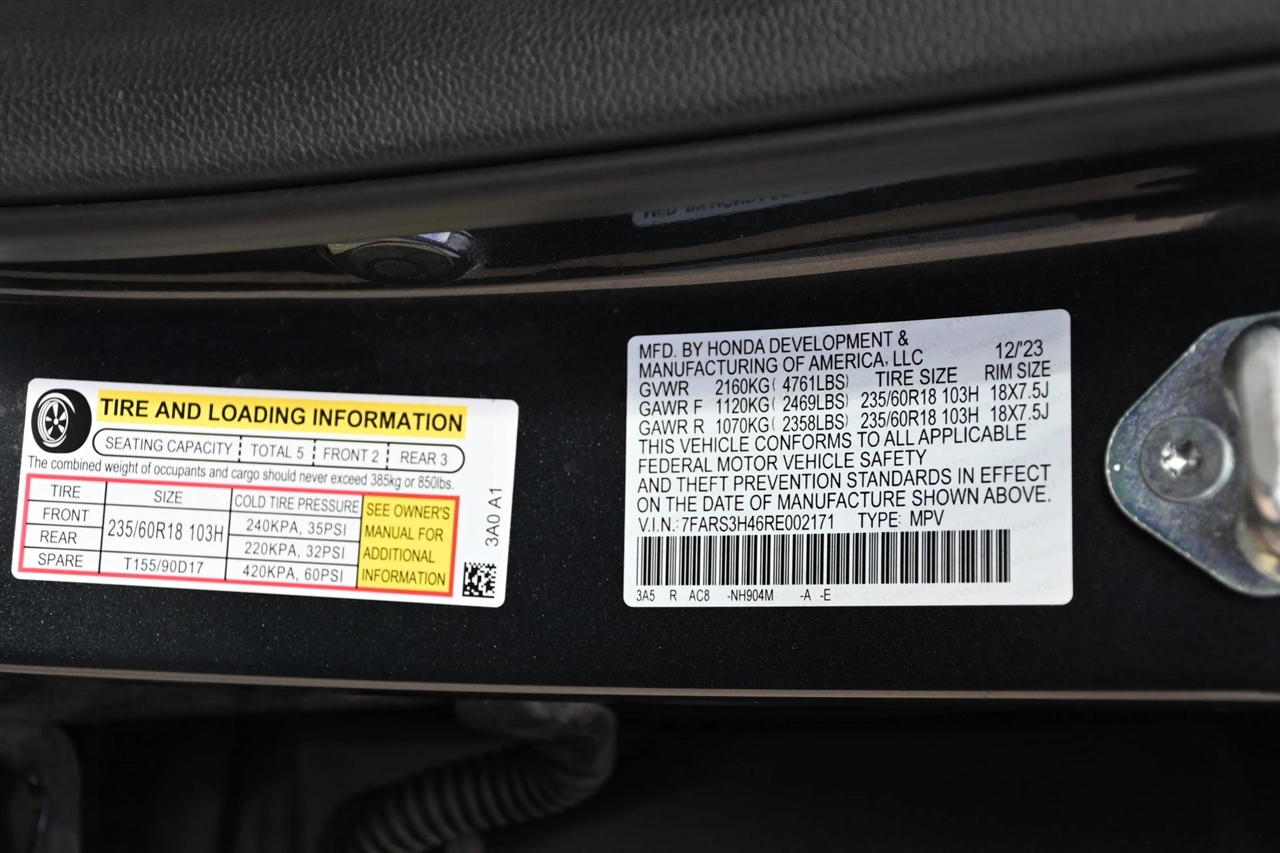 TIRE AND LOADING INFORMATION
SEATING CAPACITY TOTAL 5 FRONT 2 REAR 3
The combined weight of occupants and cargo should never exceed 385kg or 850lbs.
TIRE SIZE COLD TIRE PRESSURE
FRONT 235/60R18 103H 240KPA, 35PSI
REAR 220KPA, 32PSI
SPARE T155/90D17 420KPA, 60PSI
SEE OWNER'S
MANUAL FOR
ADDITIONAL
INFORMATION
3A0 A1
MFD. BY HONDA DEVELOPMENT &
MANUFACTURING OF AMERICA, LLC 12/'23
GVWR 2160KG( 4761LBS) TIRE SIZE RIM SIZE
GAWR F 1120KG( 2469LBS) 235/60R18 103H 18X7.5J
GAWR R 1070KG( 2358LBS) 235/60R18 103H 18X7.5J
THIS VEHICLE CONFORMS TO ALL APPLICABLE
FEDERAL MOTOR VEHICLE SAFETY
AND THEFT PREVENTION STANDARDS IN EFFECT
ON THE DATE OF MANUFACTURE SHOWN ABOVE.
V.I.N.: 7FARS3H46RE002171 TYPE: MPV
3A5 R AC8 -NH904M -A -E